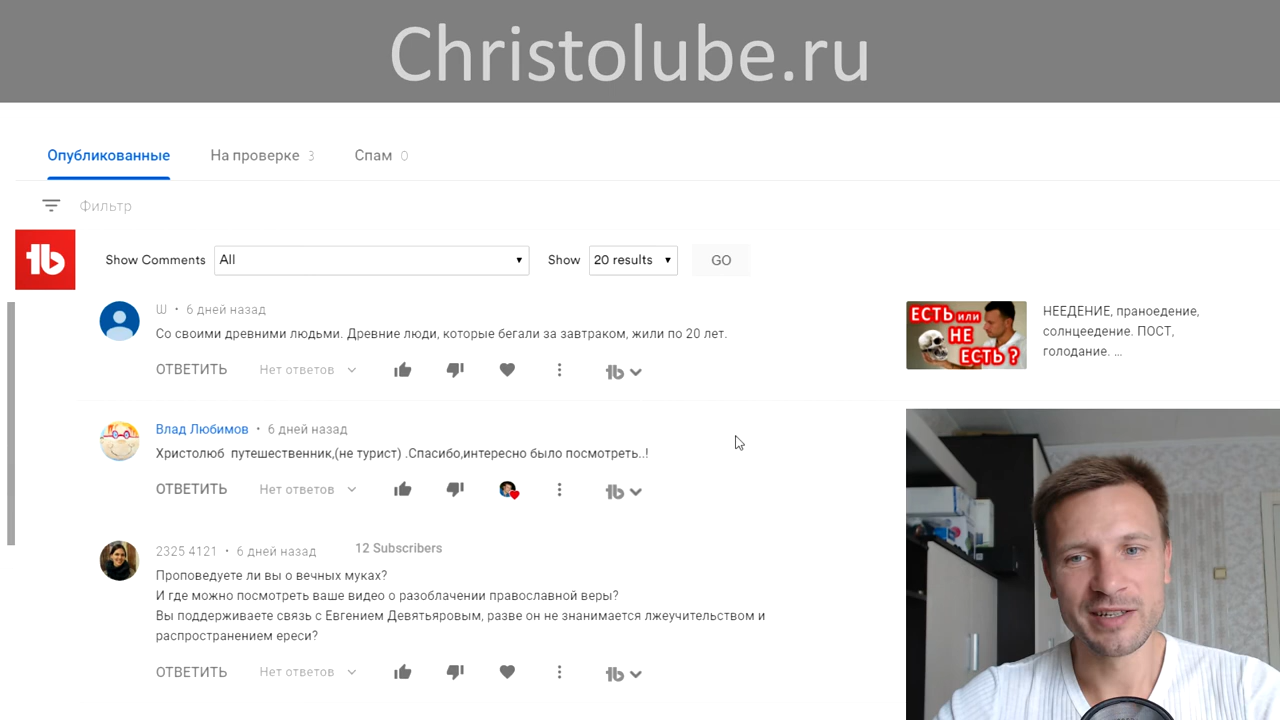 Christolube.ru
Опубликованные На проверке 3 Спам 0
Фильтр
Show Comments All Show 20 results GO
Ш • 6 дней назад
Со своими древними людьми. Древние люди, которые бегали за завтраком, жили по 20 лет.
ОТВЕТИТЬ Нет ответов
ЕСТЬ или
НЕ
ЕСТЬ ?
НЕЕДЕНИЕ, праноедение,
солнцеедение. ПОСТ,
голодание. ...
Влад Любимов • 6 дней назад
Христолюб путешественник,(не турист) .Спасибо,интересно было посмотреть..!
ОТВЕТИТЬ Нет ответов
2325 4121 • 6 дней назад 12 Subscribers
Проповедуете ли вы о вечных муках?
И где можно посмотреть ваше видео о разоблачении православной веры?
Вы поддерживаете связь с Евгением Девятьяровым, разве он не знанимается лжеучительством и
распространением ереси?
ОТВЕТИТЬ Нет ответов